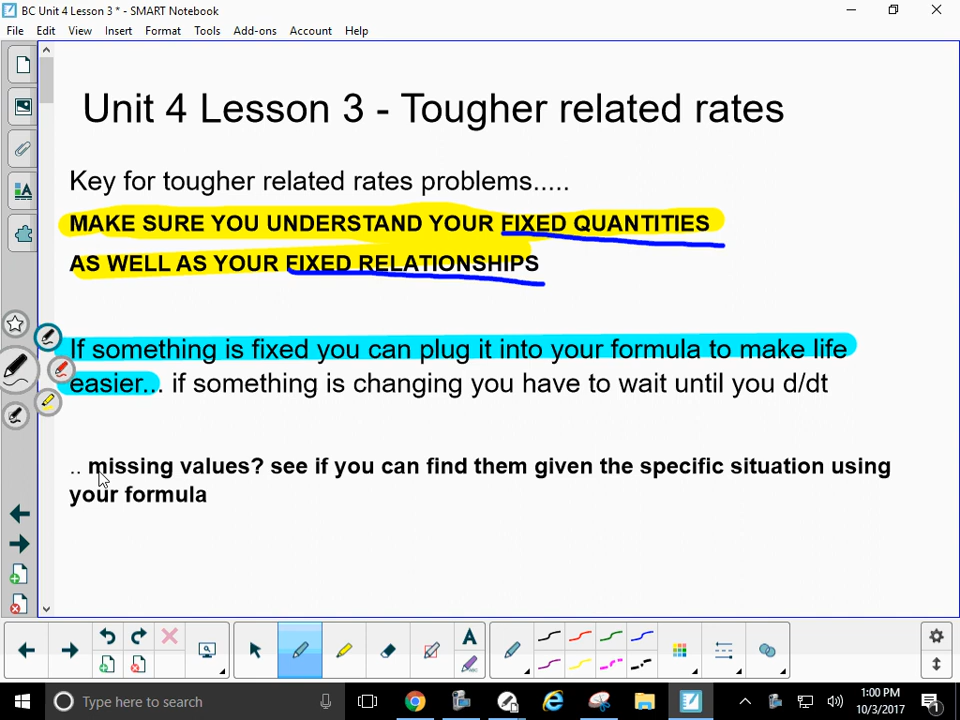 BC Unit 4 Lesson 3 * - SMART Notebook
File Edit View Insert Format Tools Add-ons Account Help
Unit 4 Lesson 3 - Tougher related rates
Key for tougher related rates problems.....
MAKE SURE YOU UNDERSTAND YOUR FIXED QUANTITIES
AS WELL AS YOUR FIXED RELATIONSHIPS
If something is fixed you can plug it into your formula to make life
easier... if something is changing you have to wait until you d/dt
.. missing values? see if you can find them given the specific situation using
your formula
Type here to search
1:00 PM
10/3/2017
1